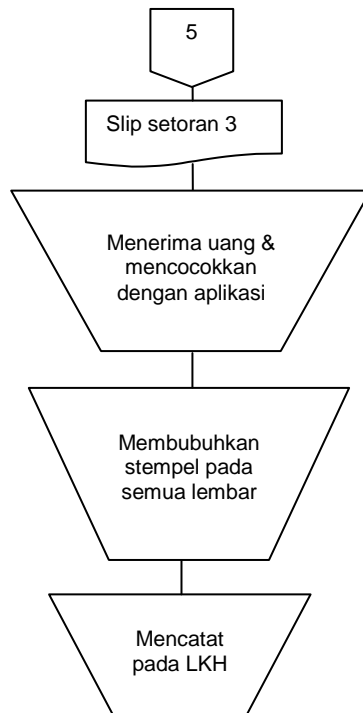 5
Slip setoran 3
Menerima uang &
mencocokkan
dengan aplikasi
Membubuhkan
stempel pada
semua lembar
Mencatat
pada LKH